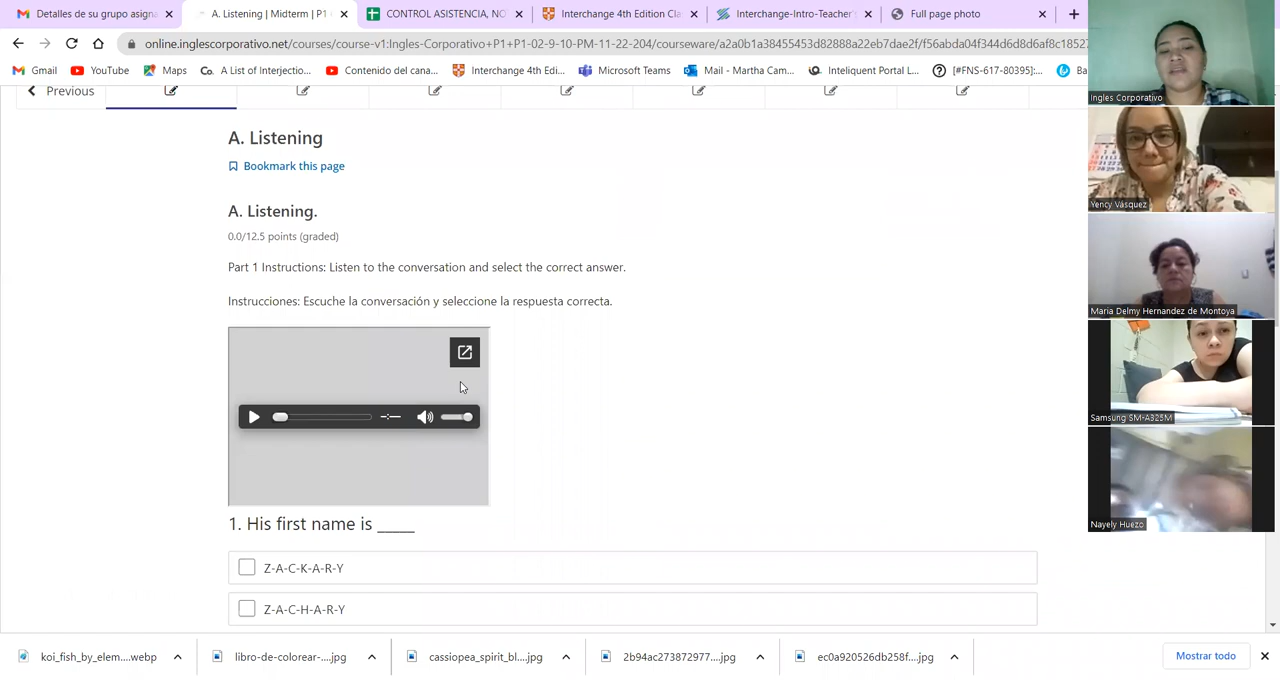 Detalles de su grupo asigna
A. Listening | Midterm | P1
CONTROL ASISTENCIA, NO
Interchange 4th Edition Cla
Interchange-Intro-Teacher'
Full page photo
online.inglescorporativo.net/courses/course-v1:Ingles-Corporativo+P1+P1-02-9-10-PM-11-22-204/courseware/a2a0b1a38455453d82888a22eb7dae2f/f56abda04f344d6d8d6af8c1852
Gmail
YouTube
Maps
A List of Interjectio...
Contenido del cana...
Interchange 4th Edi...
Microsoft Teams
Mail - Martha Cam...
Inteliquent Portal L...
[#FNS-617-80395]:...
Ba
Previous
A. Listening
Bookmark this page
A. Listening.
0.0/12.5 points (graded)
Part 1 Instructions: Listen to the conversation and select the correct answer.
Instrucciones: Escuche la conversación y seleccione la respuesta correcta.
-:--
1. His first name is _____
Z-A-C-K-A-R-Y
Z-A-C-H-A-R-Y
Ingles Corporativo
Yency Vásquez
Maria Delmy Hernandez de Montoya
Samsung SM-A325M
Nayely Huezo
koi_fish_by_elem....webp
libro-de-colorear-....jpg
cassiopea_spirit_bl....jpg
2b94ac273872977....jpg
ec0a920526db258f....jpg
Mostrar todo